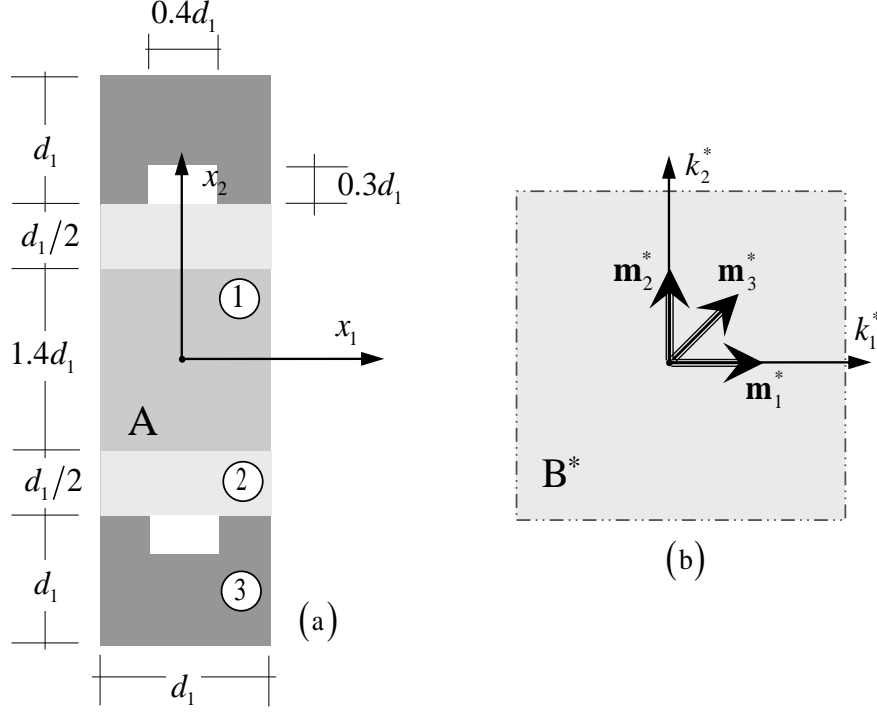 0.4d₁
d₁
x₂
0.3d₁
d₁/2
1
x₁
1.4d₁
A
d₁/2
2
d₁
3
(a)
d₁
k₂*
m₂*
m₃*
k₁*
m₁*
B*
(b)